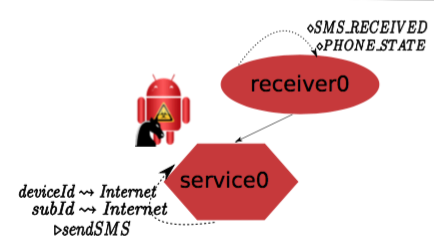 ⋄SMS_RECEIVED
⋄PHONE_STATE
receiver0
service0
deviceId ⇝ Internet
subId ⇝ Internet
▷sendSMS